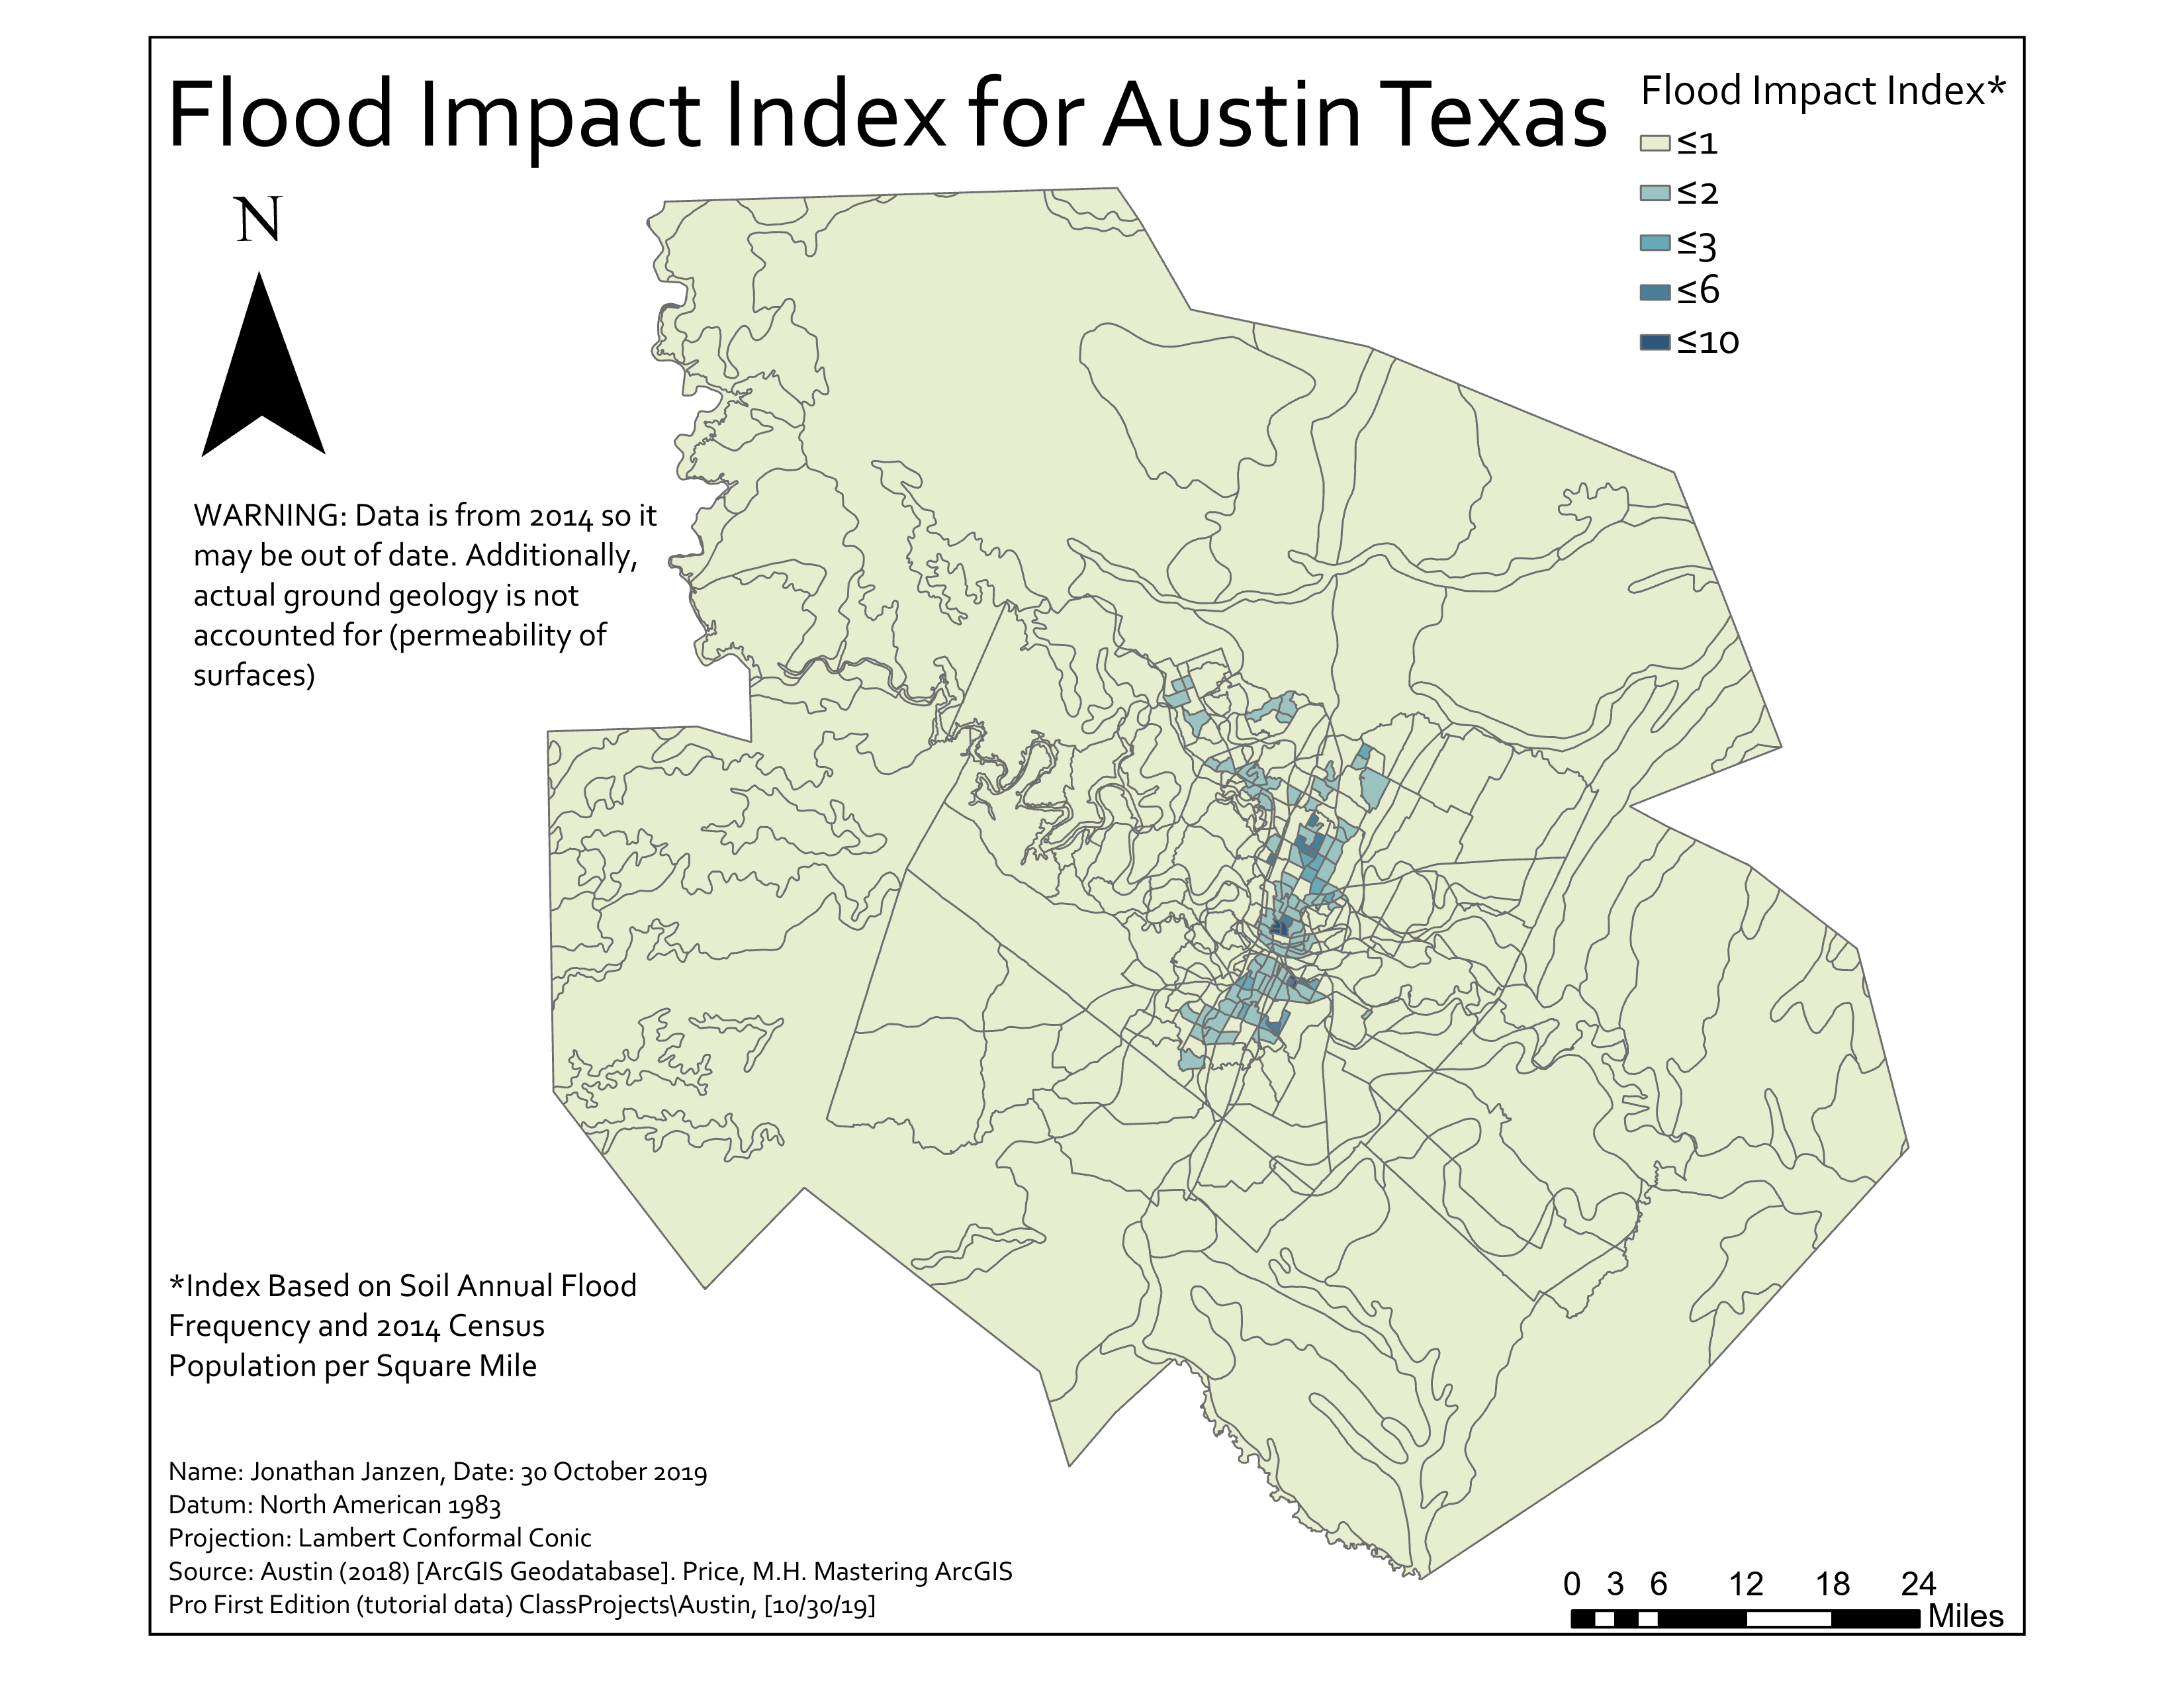 Flood Impact Index for Austin Texas
Flood Impact Index*
≤1
≤2
≤3
≤6
≤10
N
WARNING: Data is from 2014 so it
may be out of date. Additionally,
actual ground geology is not
accounted for (permeability of
surfaces)
*Index Based on Soil Annual Flood
Frequency and 2014 Census
Population per Square Mile
Name: Jonathan Janzen, Date: 30 October 2019
Datum: North American 1983
Projection: Lambert Conformal Conic
Source: Austin (2018) [ArcGIS Geodatabase]. Price, M.H. Mastering ArcGIS
Pro First Edition (tutorial data) ClassProjects\Austin, [10/30/19]
0 3 6 12 18 24
Miles